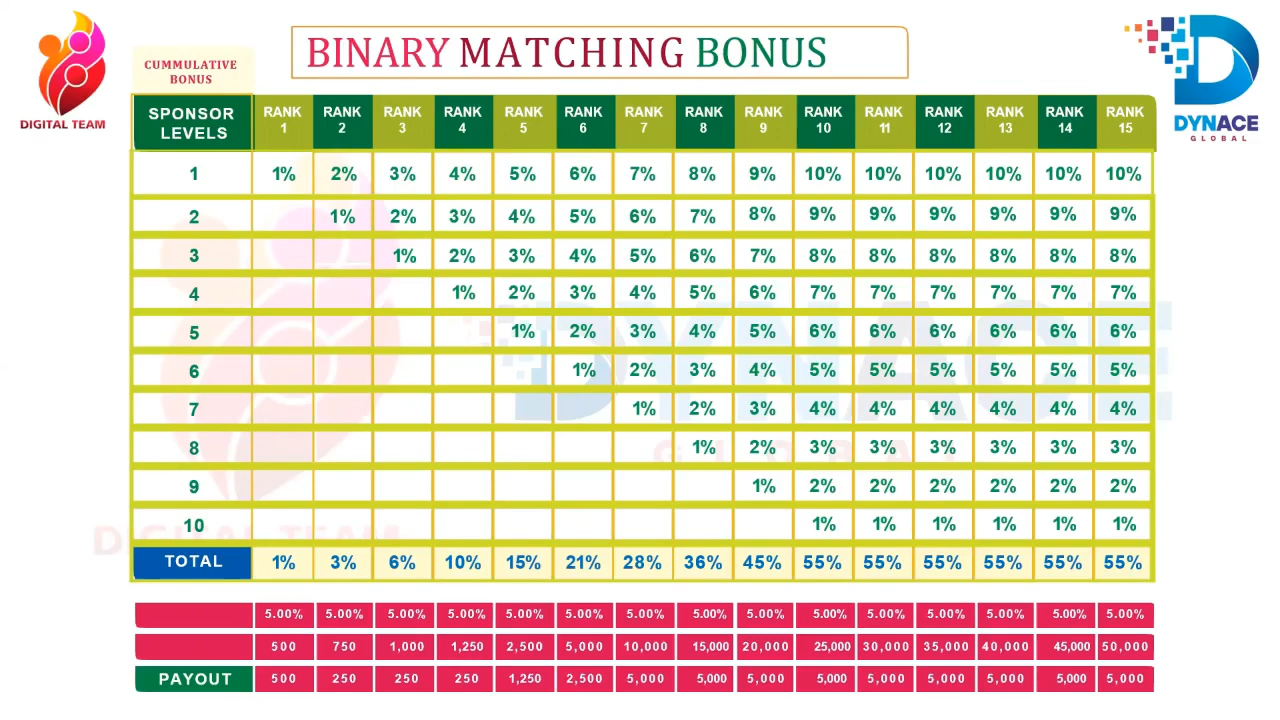 BINARY MATCHING BONUS
DIGITAL TEAM
DYNACE
GLOBAL
CUMMULATIVE
BONUS
SPONSOR LEVELS RANK 1 RANK 2 RANK 3 RANK 4 RANK 5 RANK 6 RANK 7 RANK 8 RANK 9 RANK 10 RANK 11 RANK 12 RANK 13 RANK 14 RANK 15
1 1% 2% 3% 4% 5% 6% 7% 8% 9% 10% 10% 10% 10% 10% 10%
2 1% 2% 3% 4% 5% 6% 7% 8% 9% 9% 9% 9% 9% 9%
3 1% 2% 3% 4% 5% 6% 7% 8% 8% 8% 8% 8% 8%
4 1% 2% 3% 4% 5% 6% 7% 7% 7% 7% 7% 7%
5 1% 2% 3% 4% 5% 6% 6% 6% 6% 6% 6%
6 1% 2% 3% 4% 5% 5% 5% 5% 5% 5%
7 1% 2% 3% 4% 4% 4% 4% 4% 4%
8 1% 2% 3% 3% 3% 3% 3% 3%
9 1% 2% 2% 2% 2% 2% 2%
10 1% 1% 1% 1% 1% 1%
TOTAL 1% 3% 6% 10% 15% 21% 28% 36% 45% 55% 55% 55% 55% 55% 55%
5.00% 5.00% 5.00% 5.00% 5.00% 5.00% 5.00% 5.00% 5.00% 5.00% 5.00% 5.00% 5.00% 5.00% 5.00%
500 750 1,000 1,250 2,500 5,000 10,000 15,000 20,000 25,000 30,000 35,000 40,000 45,000 50,000
PAYOUT 500 250 250 250 1,250 2,500 5,000 5,000 5,000 5,000 5,000 5,000 5,000 5,000 5,000
DYNACE
GLOBAL
DIGITAL TEAM